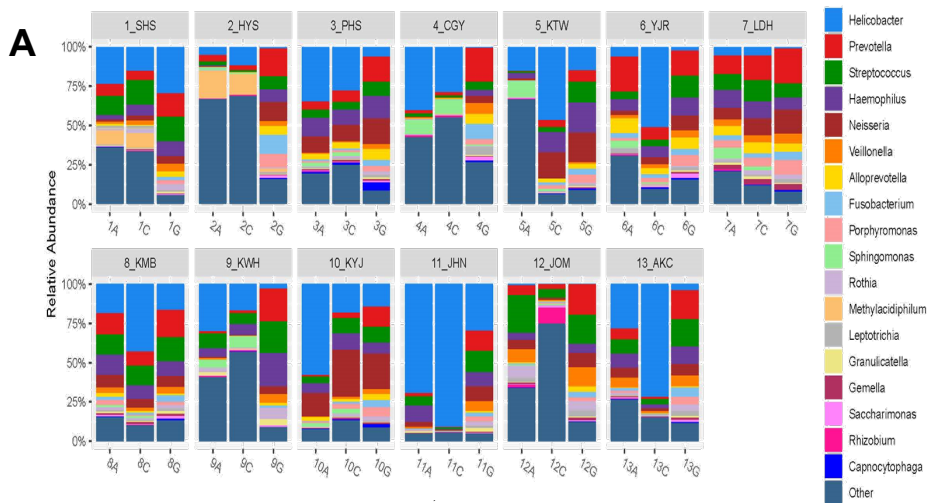 A
1_SHS 2_HYS 3_PHS 4_CGY 5_KTW 6_YJR 7_LDH
100%
75%
50%
25%
0%
1A 1C 1G 2A 2C 2G 3A 3C 3G 4A 4C 4G 5A 5C 5G 6A 6C 6G 7A 7C 7G
Relative Abundance
8_KMB 9_KWH 10_KYJ 11_JHN 12_JOM 13_AKC
100%
75%
50%
25%
0%
8A 8C 8G 9A 9C 9G 10A 10C 10G 11A 11C 11G 12A 12C 12G 13A 13C 13G
Helicobacter
Prevotella
Streptococcus
Haemophilus
Neisseria
Veillonella
Alloprevotella
Fusobacterium
Porphyromonas
Sphingomonas
Rothia
Methylacidiphilum
Leptotrichia
Granulicatella
Gemella
Saccharimonas
Rhizobium
Capnocytophaga
Other